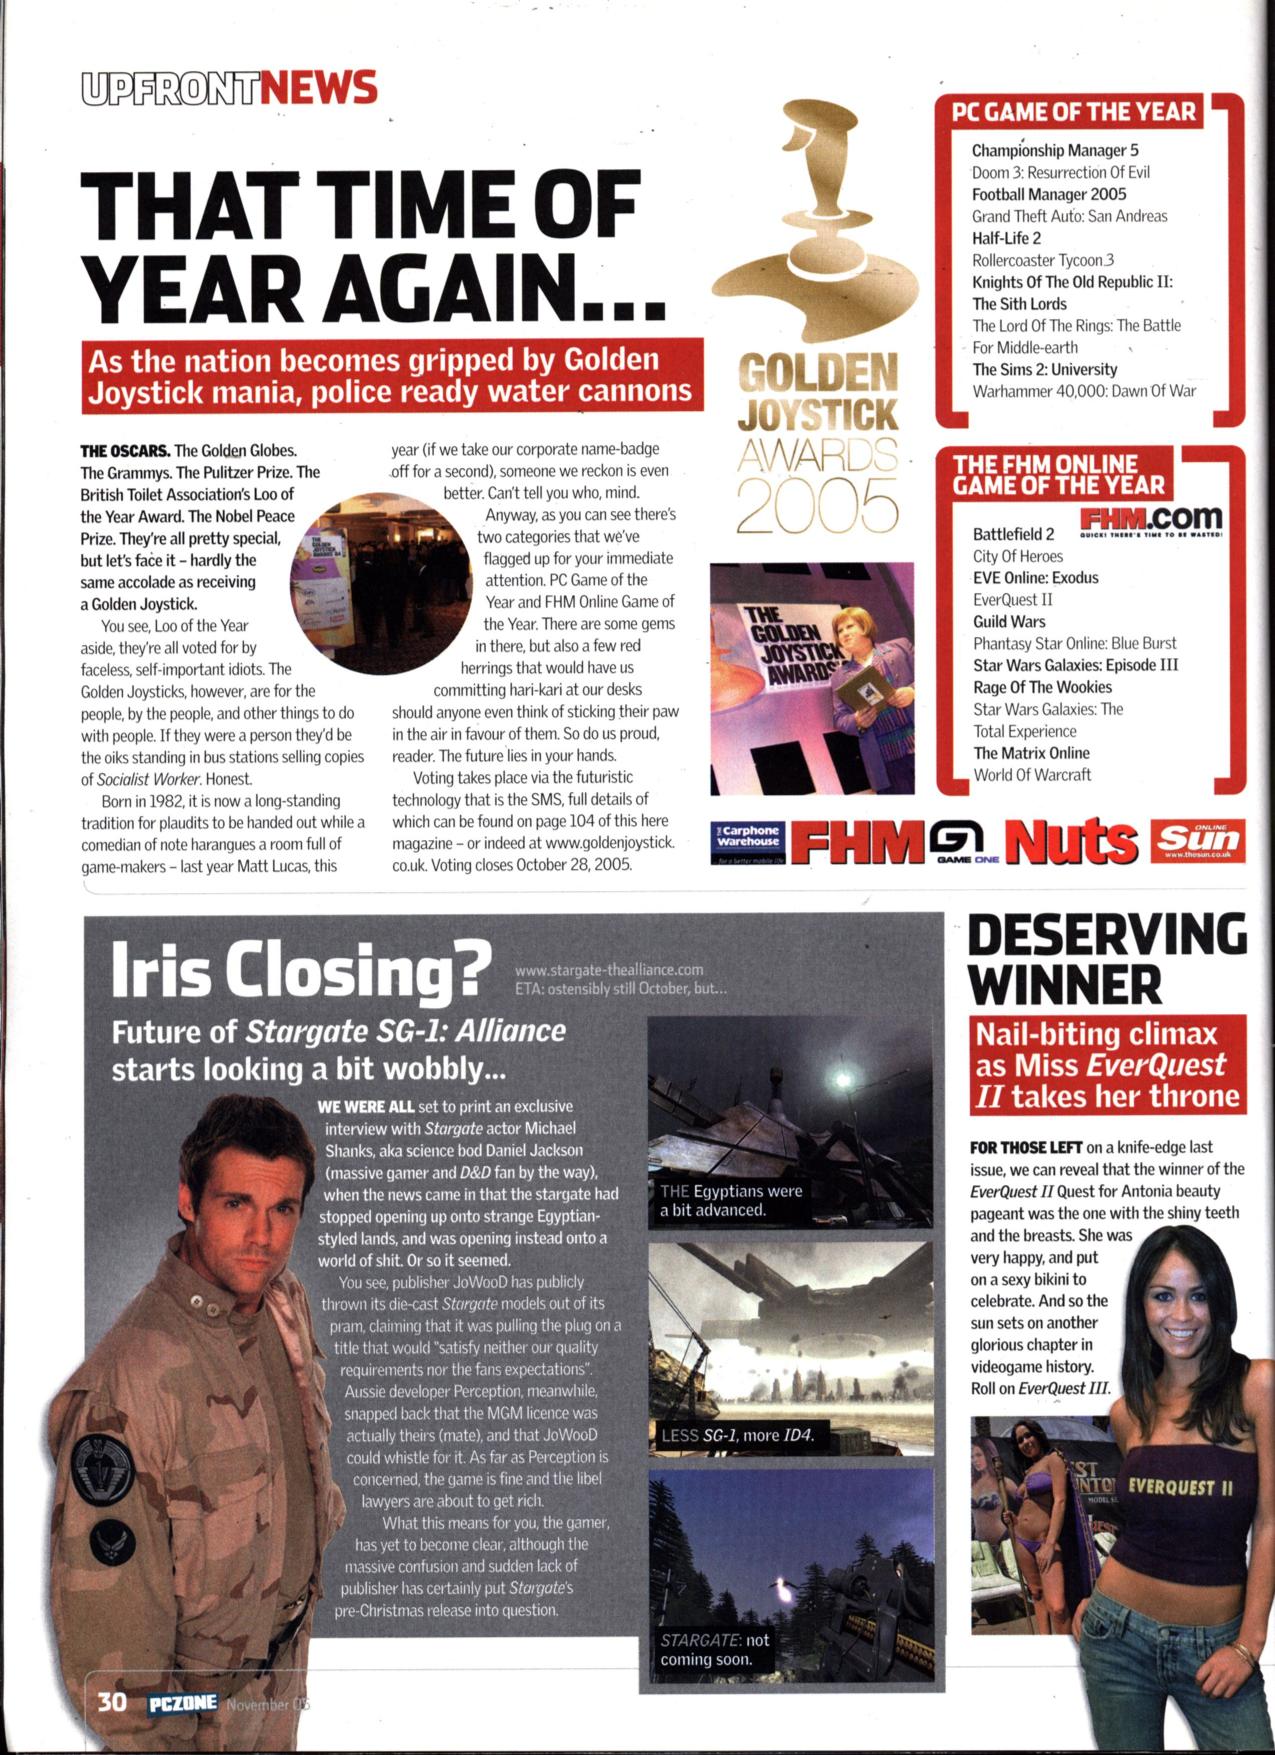 UPFRONTNEWS
THAT TIME OF
YEAR AGAIN...
As the nation becomes gripped by Golden
Joystick mania, police ready water cannons
THE OSCARS. The Golden Globes.
The Grammys. The Pulitzer Prize. The
British Toilet Association's Loo of
the Year Award. The Nobel Peace
Prize. They're all pretty special,
but let's face it – hardly the
same accolade as receiving
a Golden Joystick.
You see, Loo of the Year
aside, they're all voted for by
faceless, self-important idiots. The
Golden Joysticks, however, are for the
people, by the people, and other things to do
with people. If they were a person they'd be
the oiks standing in bus stations selling copies
of Socialist Worker. Honest.
Born in 1982, it is now a long-standing
tradition for plaudits to be handed out while a
comedian of note harangues a room full of
game-makers – last year Matt Lucas, this
year (if we take our corporate name-badge
off for a second), someone we reckon is even
better. Can't tell you who, mind.
Anyway, as you can see there's
two categories that we've
flagged up for your immediate
attention. PC Game of the
Year and FHM Online Game of
the Year. There are some gems
in there, but also a few red
herrings that would have us
committing hari-kari at our desks
should anyone even think of sticking their paw
in the air in favour of them. So do us proud,
reader. The future lies in your hands.
Voting takes place via the futuristic
technology that is the SMS, full details of
which can be found on page 104 of this here
magazine – or indeed at www.goldenjoystick.
co.uk. Voting closes October 28, 2005.
GOLDEN
JOYSTICK
AWARDS
2005
THE
GOLDEN
JOYSTICK
AWARDS
PC GAME OF THE YEAR
Championship Manager 5
Doom 3: Resurrection Of Evil
Football Manager 2005
Grand Theft Auto: San Andreas
Half-Life 2
Rollercoaster Tycoon 3
Knights Of The Old Republic II:
The Sith Lords
The Lord Of The Rings: The Battle
For Middle-earth
The Sims 2: University
Warhammer 40,000: Dawn Of War
THE FHM ONLINE
GAME OF THE YEAR
FHM.com
QUICK! THERE'S TIME TO BE WASTED!
Battlefield 2
City Of Heroes
EVE Online: Exodus
EverQuest II
Guild Wars
Phantasy Star Online: Blue Burst
Star Wars Galaxies: Episode III
Rage Of The Wookies
Star Wars Galaxies: The
Total Experience
The Matrix Online
World Of Warcraft
THE Carphone
Warehouse
...for a better mobile life
FHM
GAME ONE
Nuts
Sun ONLINE
www.thesun.co.uk
Iris Closing?
www.stargate-thealliance.com
ETA: ostensibly still October, but...
Future of Stargate SG-1: Alliance
starts looking a bit wobbly...
WE WERE ALL set to print an exclusive
interview with Stargate actor Michael
Shanks, aka science bod Daniel Jackson
(massive gamer and D&D fan by the way),
when the news came in that the stargate had
stopped opening up onto strange Egyptian-
styled lands, and was opening instead onto a
world of shit. Or so it seemed.
You see, publisher JoWooD has publicly
thrown its die-cast Stargate models out of its
pram, claiming that it was pulling the plug on a
title that would "satisfy neither our quality
requirements nor the fans expectations".
Aussie developer Perception, meanwhile,
snapped back that the MGM licence was
actually theirs (mate), and that JoWooD
could whistle for it. As far as Perception is
concerned, the game is fine and the libel
lawyers are about to get rich.
What this means for you, the gamer,
has yet to become clear, although the
massive confusion and sudden lack of
publisher has certainly put Stargate's
pre-Christmas release into question.
THE Egyptians were
a bit advanced.
LESS SG-1, more ID4.
STARGATE: not
coming soon.
DESERVING
WINNER
Nail-biting climax
as Miss EverQuest
II takes her throne
FOR THOSE LEFT on a knife-edge last
issue, we can reveal that the winner of the
EverQuest II Quest for Antonia beauty
pageant was the one with the shiny teeth
and the breasts. She was
very happy, and put
on a sexy bikini to
celebrate. And so the
sun sets on another
glorious chapter in
videogame history.
Roll on EverQuest III.
EVERQUEST II
30 PCZONE November 05